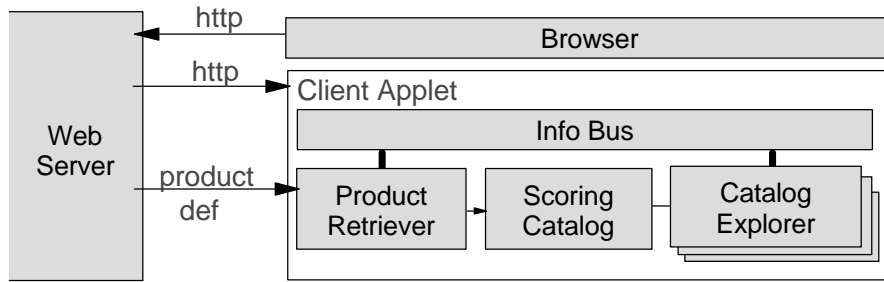 http
Browser
http
Client Applet
Info Bus
Web
Server
product
def
Product
Retriever
Scoring
Catalog
Catalog
Explorer